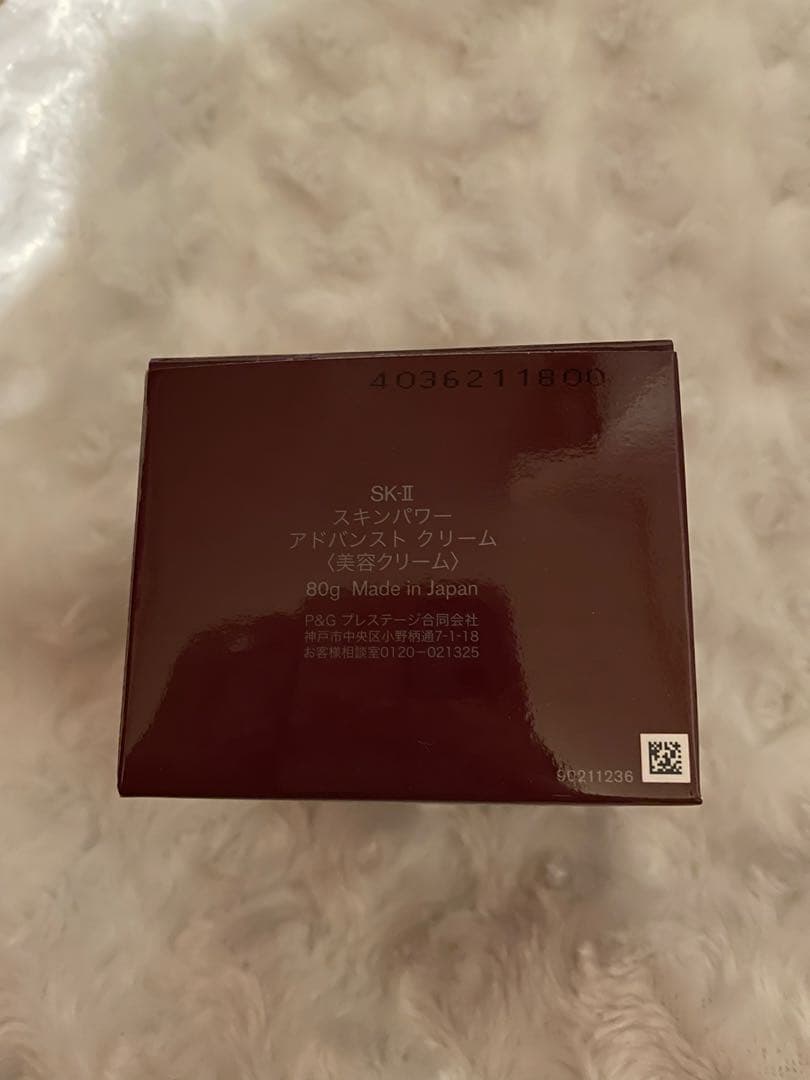 4036211800
SK-II
スキンパワー
アドバンスト クリーム
〈美容クリーム〉
80g Made in Japan
P&G プレステージ合同会社
神戸市中央区小野柄通7-1-18
お客様相談室0120-021325
90211236